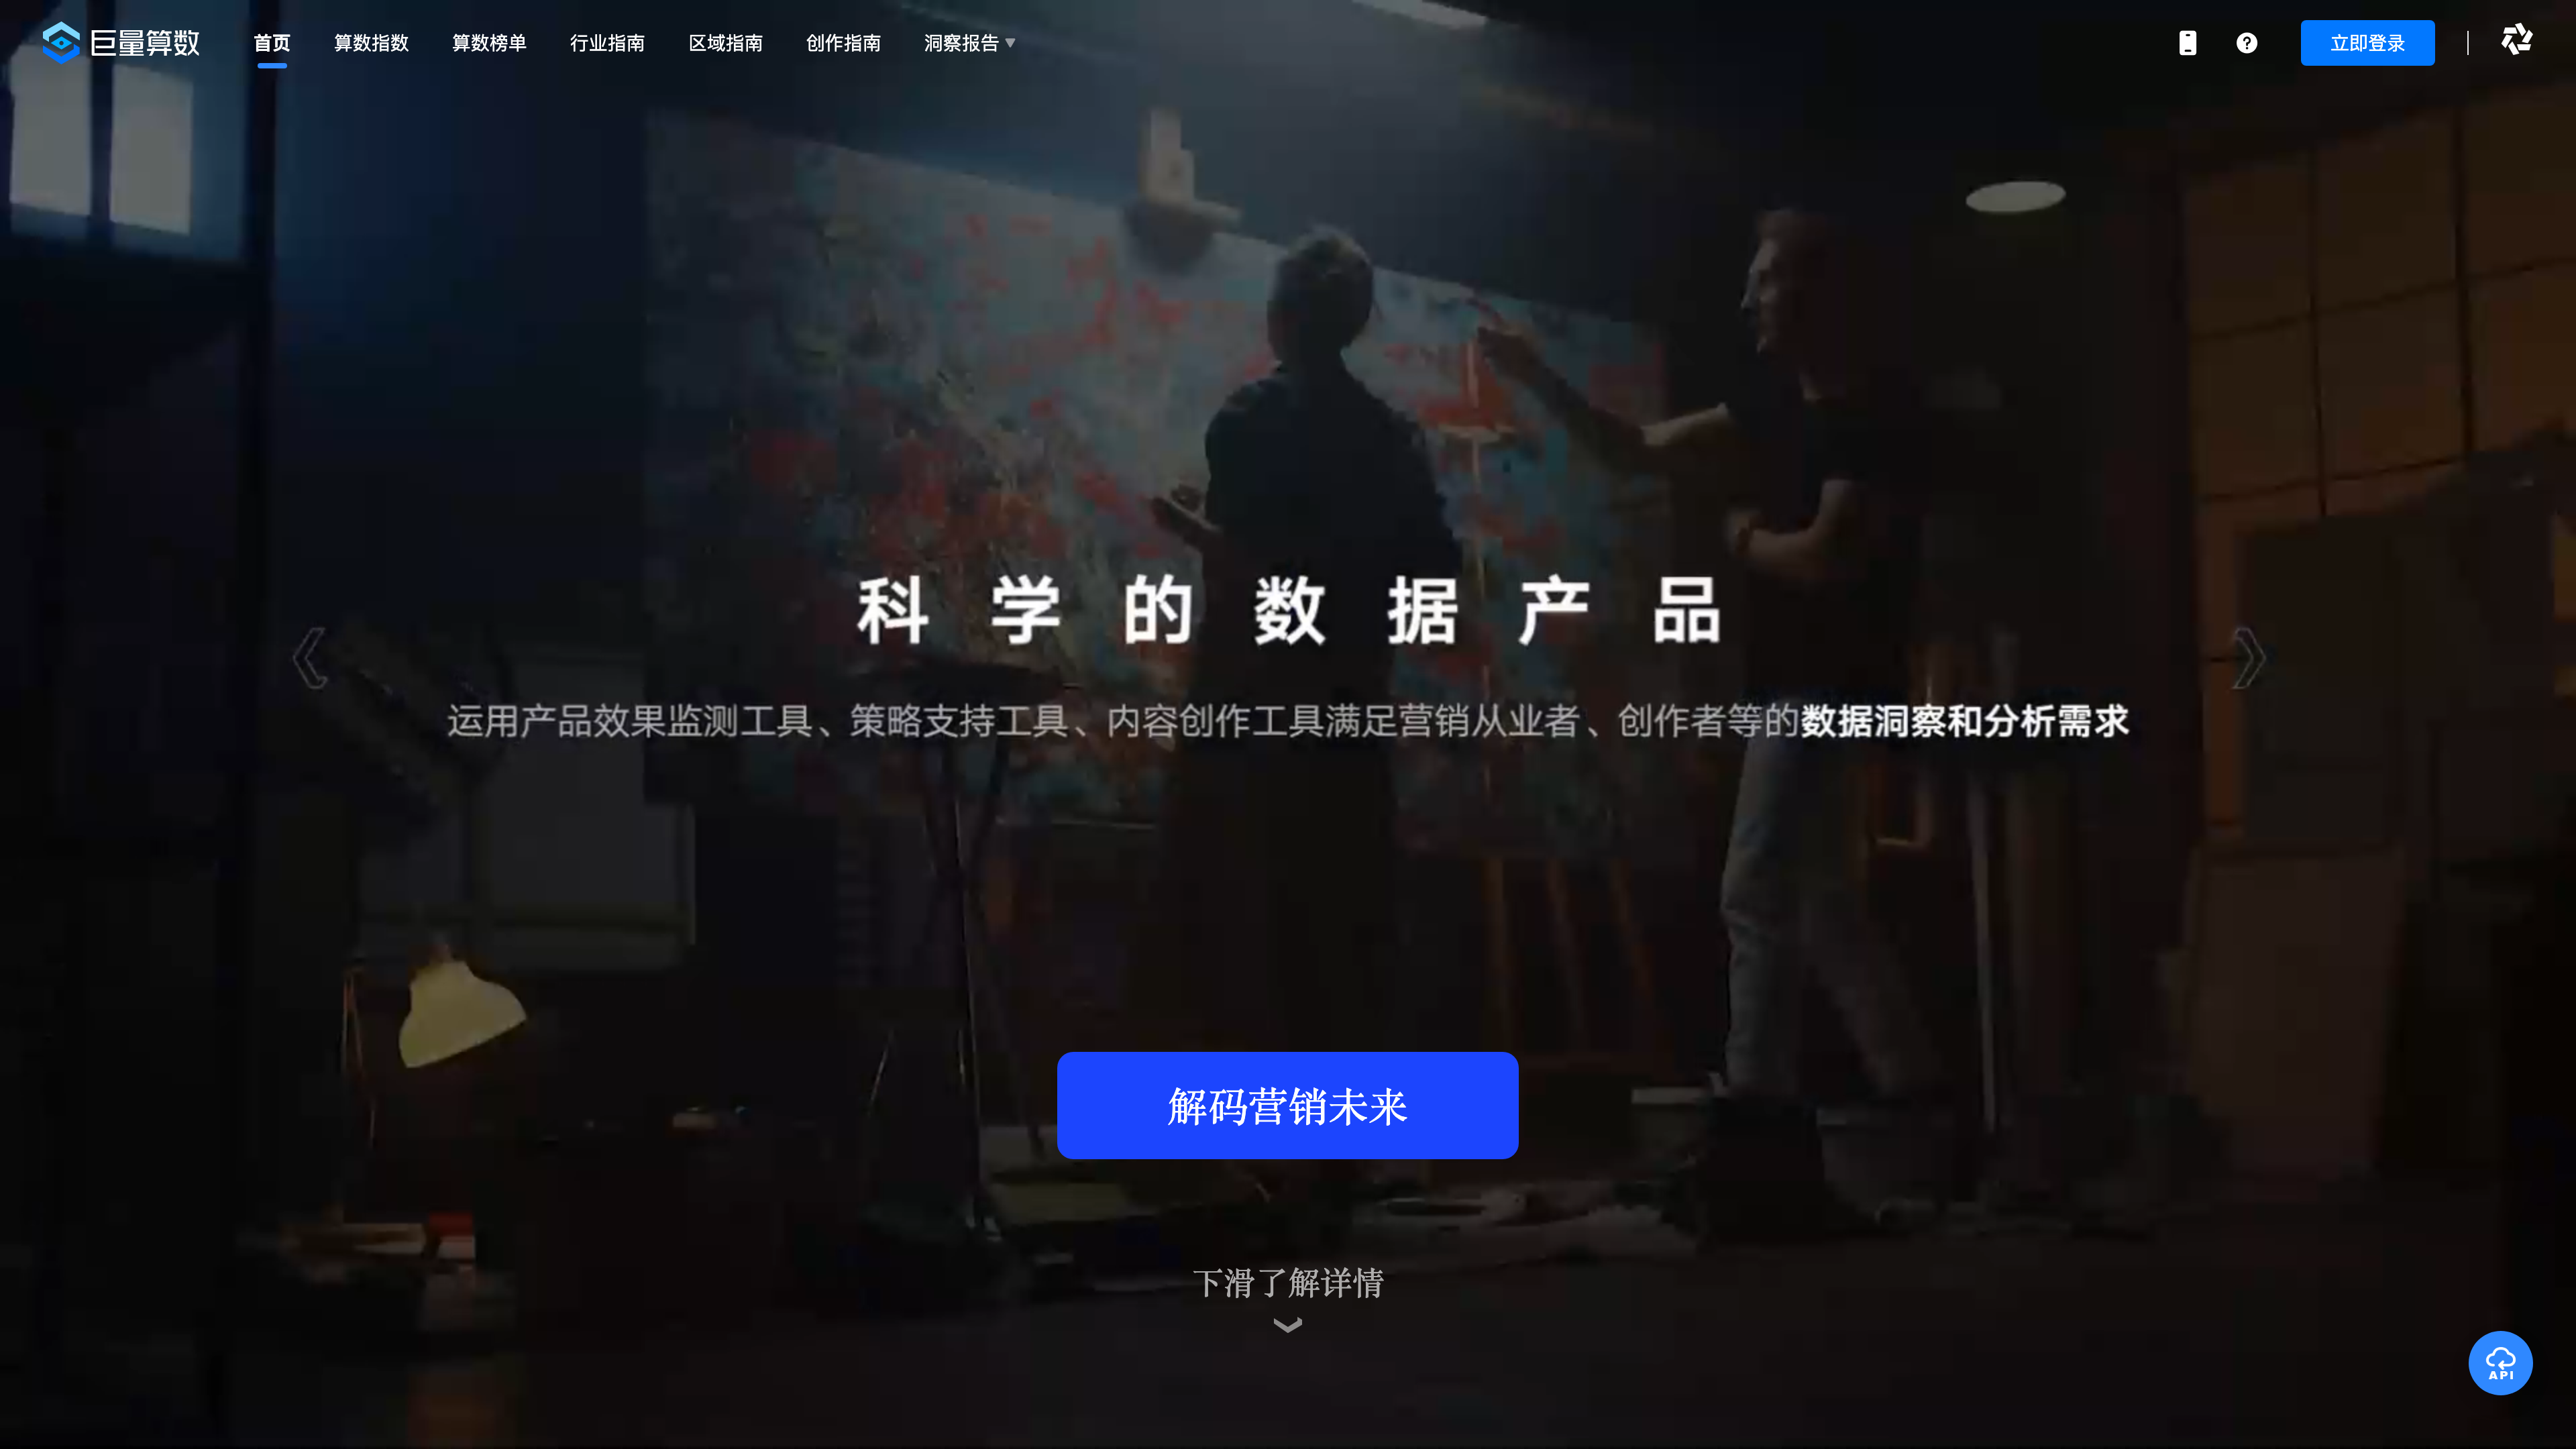 巨量算数
首页 算数指数 算数榜单 行业指南 区域指南 创作指南 洞察报告
立即登录
科学的数据产品
运用产品效果监测工具、策略支持工具、内容创作工具满足营销从业者、创作者等的数据洞察和分析需求
解码营销未来
下滑了解详情
API